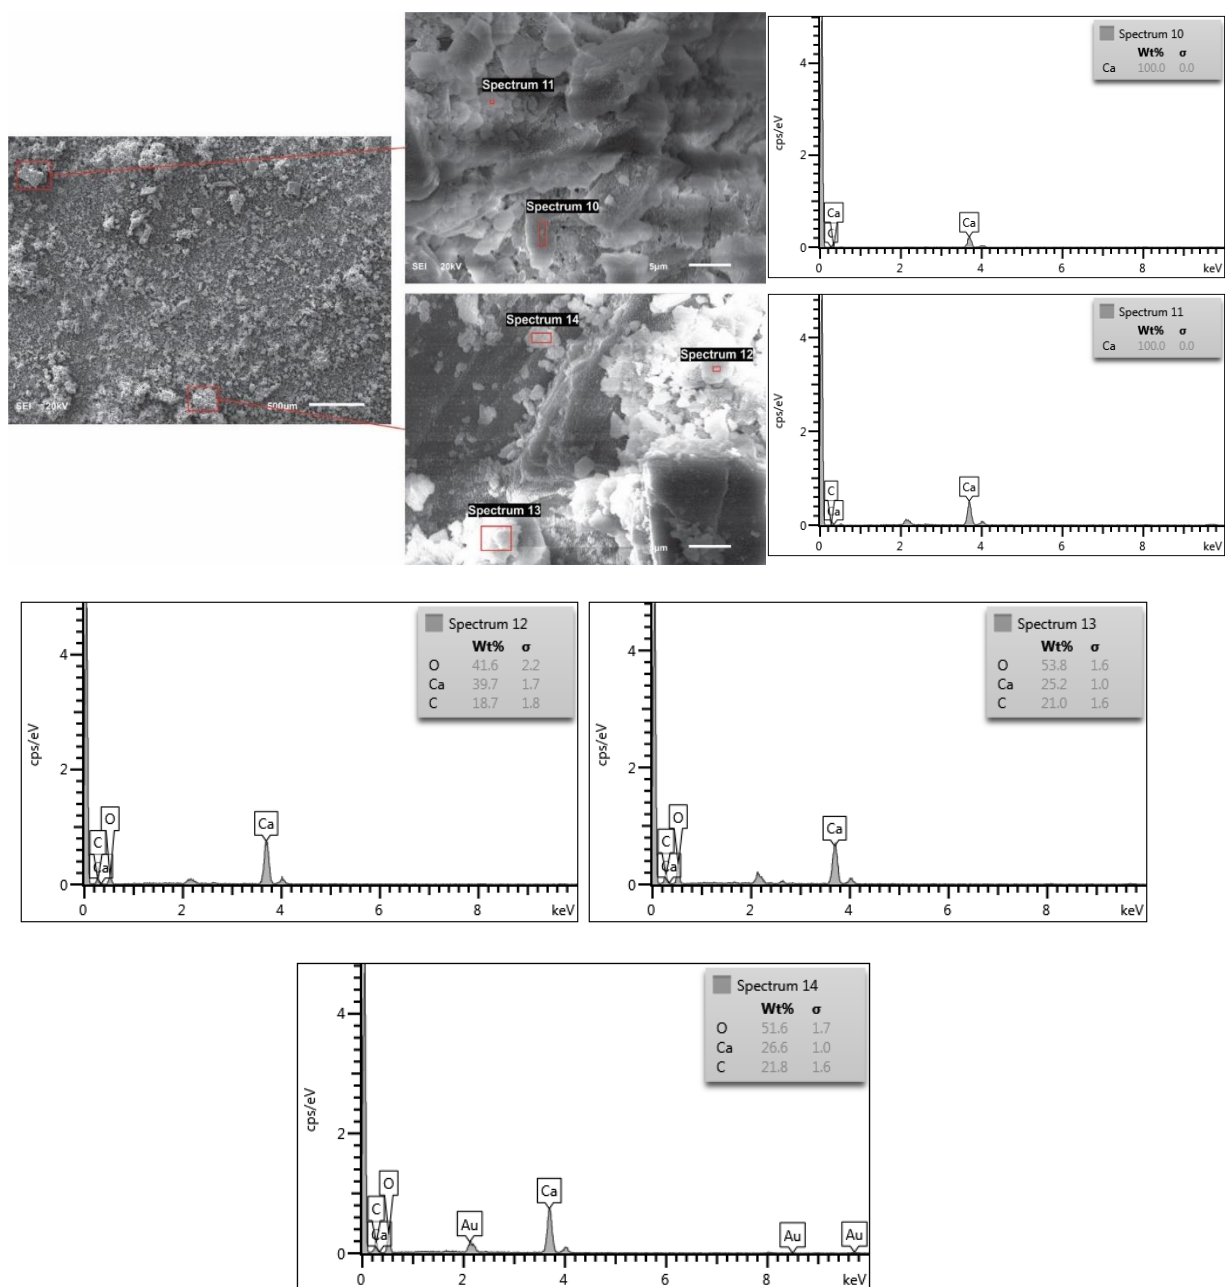 Spectrum 11
Spectrum 10
SEI 20kV 5µm
SEI 20kV 500µm
Spectrum 14
Spectrum 12
Spectrum 13
µm
Spectrum 10
Wt% σ
Ca 100.0 0.0
cps/eV
4
2
0
Ca
C
Ca
0 2 4 6 8 keV
Spectrum 11
Wt% σ
Ca 100.0 0.0
cps/eV
4
2
0
C
Ca
Ca
0 2 4 6 8 keV
Spectrum 12
Wt% σ
O 41.6 2.2
Ca 39.7 1.7
C 18.7 1.8
cps/eV
4
2
0
O
C
Ca
Ca
0 2 4 6 8 keV
Spectrum 13
Wt% σ
O 53.8 1.6
Ca 25.2 1.0
C 21.0 1.6
cps/eV
4
2
0
O
C
Ca
Ca
0 2 4 6 8 keV
Spectrum 14
Wt% σ
O 51.6 1.7
Ca 26.6 1.0
C 21.8 1.6
cps/eV
4
2
0
O
C
Ca
Au
Ca
Au
Au
0 2 4 6 8 keV